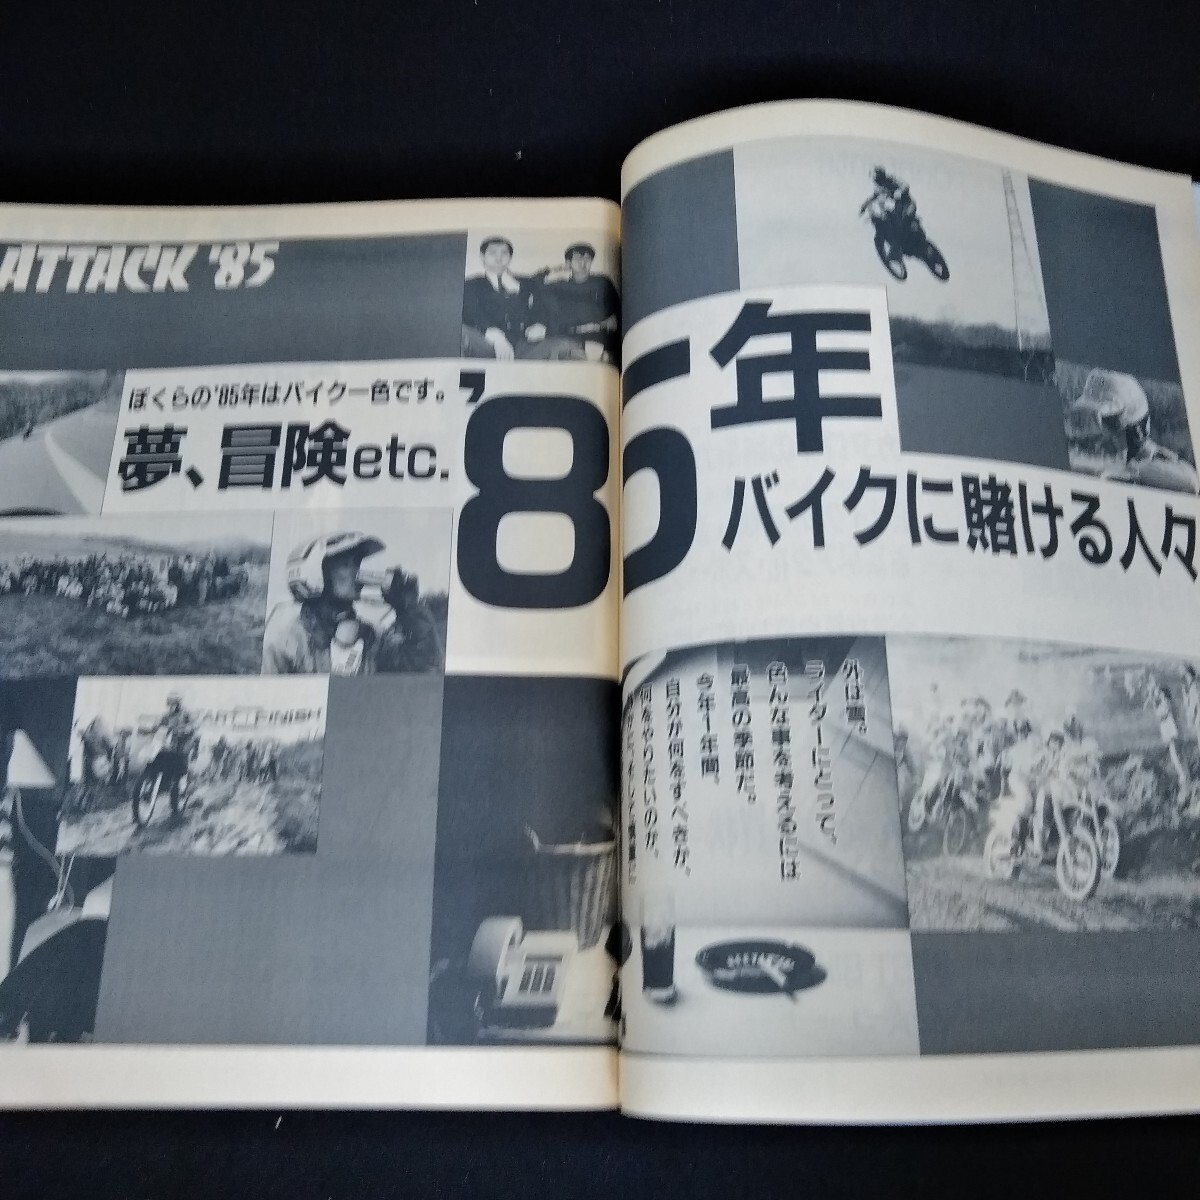 ATTACK '85
ぼくらの'85年はバイク一色です。
夢、冒険etc.
'85年
バイクに賭ける人々
外は雪。
ライダーにとって、
色んな事を考えるには
最高の季節だ。
今年1年間、
自分が何をすべきか。
何をやりたいのか。
START FINISH